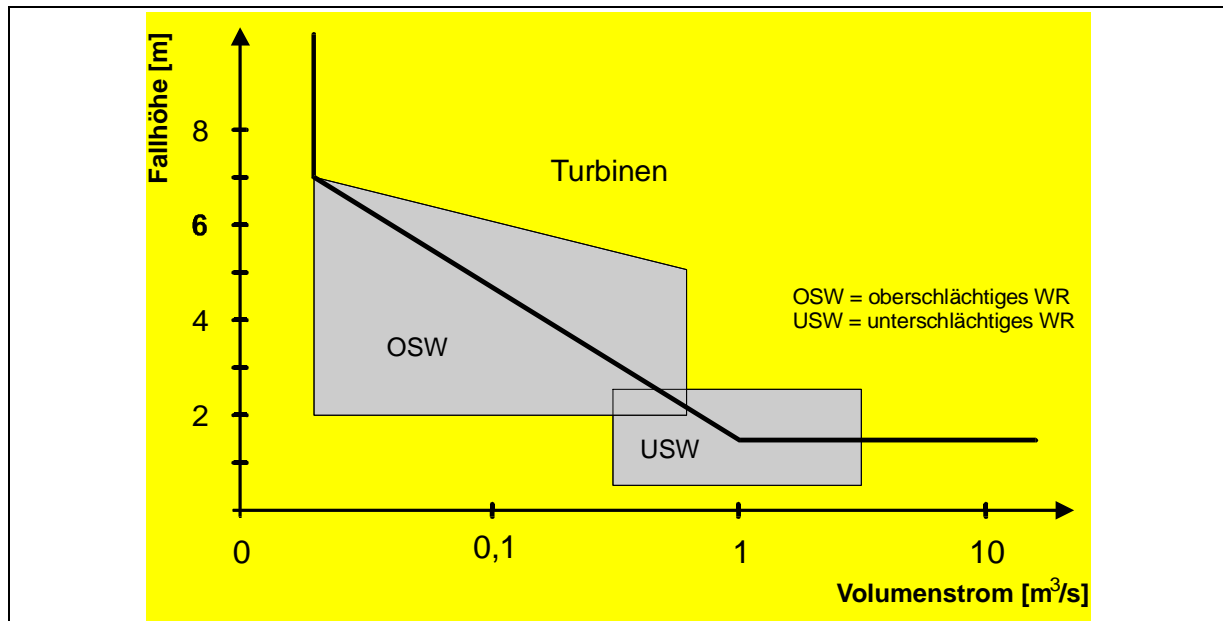 Fallhöhe [m]
8
6
4
2
Turbinen
OSW = oberschlächtiges WR
USW = unterschlächtiges WR
OSW
USW
0
0,1
1
10
Volumenstrom [m³/s]